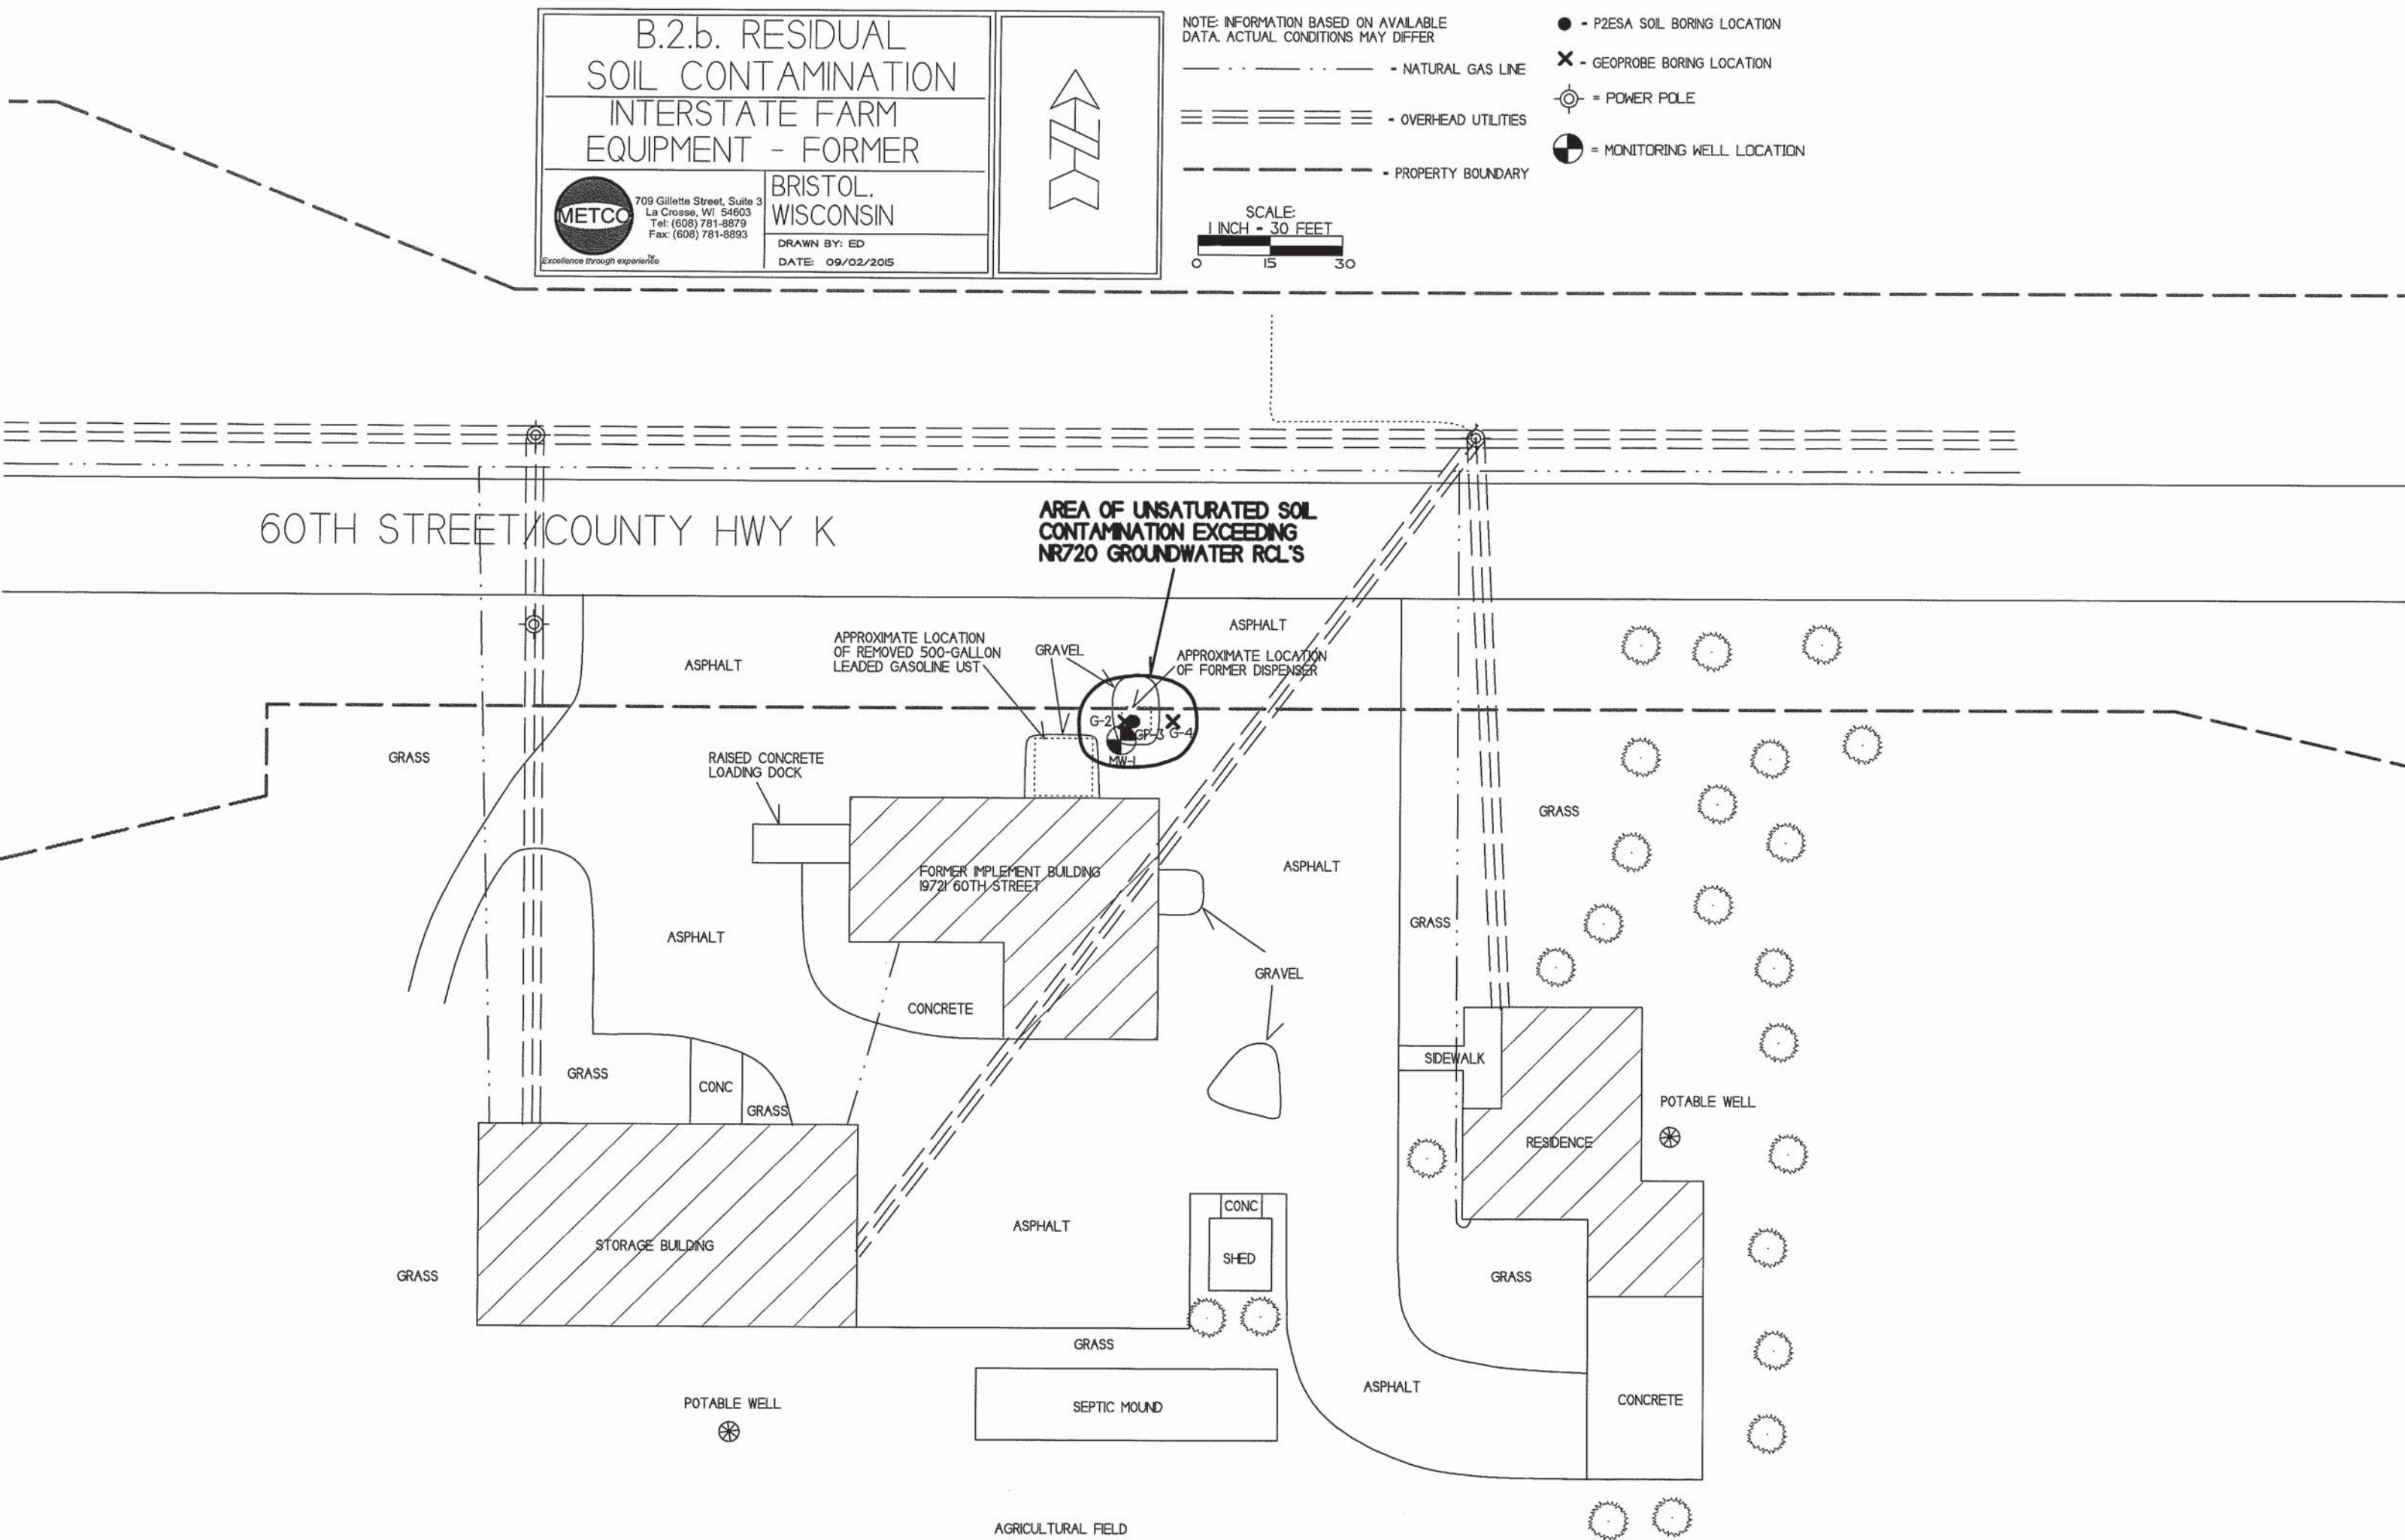 B.2.b. RESIDUAL
SOIL CONTAMINATION
INTERSTATE FARM
EQUIPMENT - FORMER
METCO
709 Gillette Street, Suite 3
La Crosse, WI 54603
Tel: (608) 781-8879
Fax: (608) 781-8893
Excellence through experience™
BRISTOL.
WISCONSIN
DRAWN BY: ED
DATE: 09/02/2015
N
NOTE: INFORMATION BASED ON AVAILABLE
DATA. ACTUAL CONDITIONS MAY DIFFER
- NATURAL GAS LINE
- OVERHEAD UTILITIES
- PROPERTY BOUNDARY
SCALE:
1 INCH - 30 FEET
0 15 30
- P2ESA SOIL BORING LOCATION
- GEOPROBE BORING LOCATION
= POWER POLE
= MONITORING WELL LOCATION
60TH STREET/COUNTY HWY K
AREA OF UNSATURATED SOIL
CONTAMINATION EXCEEDING
NR720 GROUNDWATER RCL'S
ASPHALT
APPROXIMATE LOCATION
OF REMOVED 500-GALLON
LEADED GASOLINE UST
GRAVEL
ASPHALT
APPROXIMATE LOCATION
OF FORMER DISPENSER
G-2
GP-3
G-4
MW-1
GRASS
RAISED CONCRETE
LOADING DOCK
GRASS
FORMER IMPLEMENT BUILDING
19721 60TH STREET
ASPHALT
ASPHALT
GRASS
GRAVEL
CONCRETE
SIDEWALK
GRASS
CONC
GRASS
POTABLE WELL
RESIDENCE
STORAGE BUILDING
ASPHALT
CONC
SHED
GRASS
GRASS
GRASS
ASPHALT
CONCRETE
POTABLE WELL
SEPTIC MOUND
AGRICULTURAL FIELD